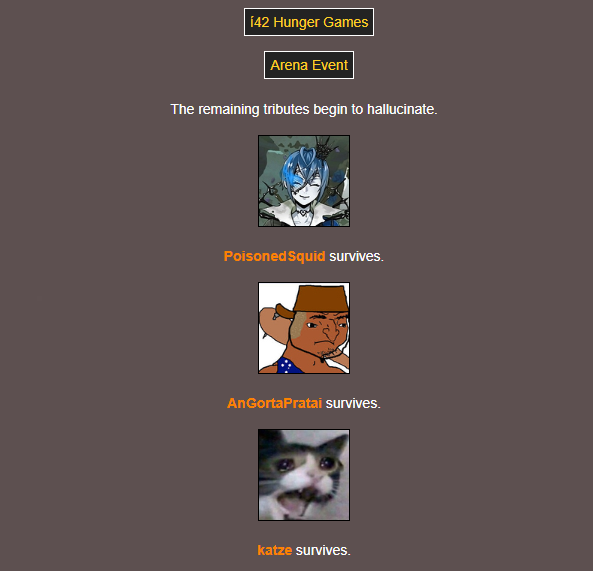 í42 Hunger Games
Arena Event
The remaining tributes begin to hallucinate.
PoisonedSquid survives.
AnGortaPratai survives.
katze survives.